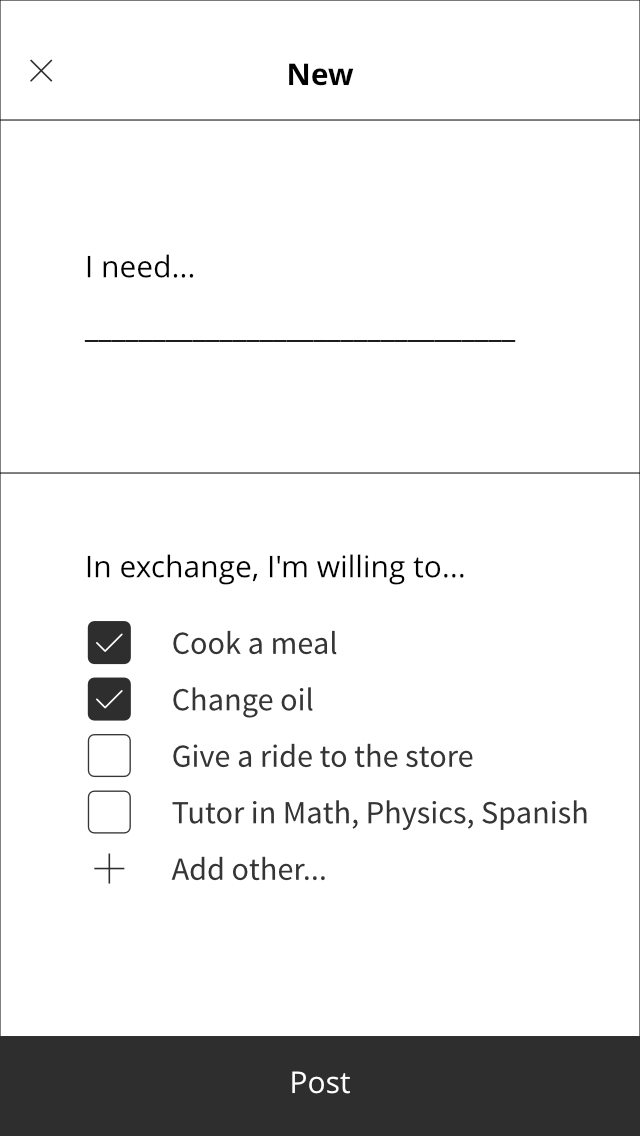 New
I need...
________________________________
In exchange, I'm willing to...
Cook a meal
Change oil
Give a ride to the store
Tutor in Math, Physics, Spanish
Add other...
Post